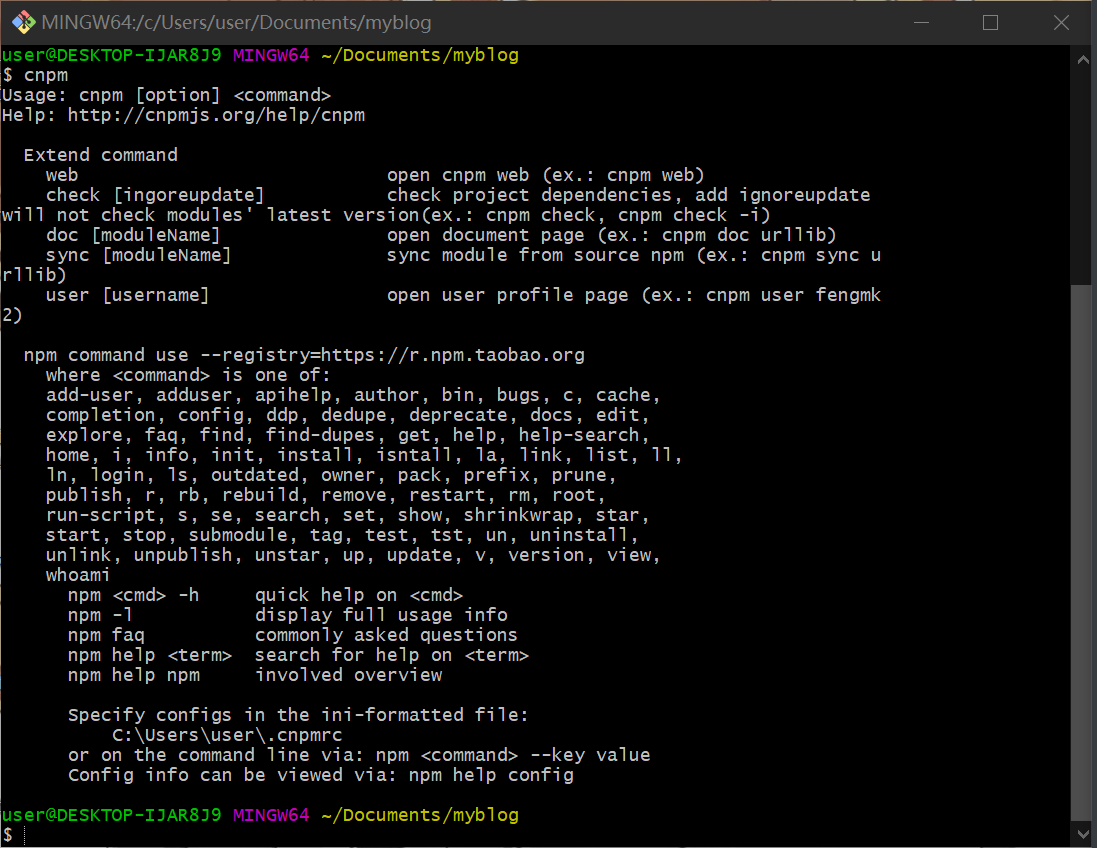 MINGW64:/c/Users/user/Documents/myblog
user@DESKTOP-IJAR8J9 MINGW64 ~/Documents/myblog
$ cnpm
Usage: cnpm [option] <command>
Help: http://cnpmjs.org/help/cnpm
Extend command
web open cnpm web (ex.: cnpm web)
check [ingoreupdate] check project dependencies, add ignoreupdate
will not check modules' latest version(ex.: cnpm check, cnpm check -i)
doc [moduleName] open document page (ex.: cnpm doc urllib)
sync [moduleName] sync module from source npm (ex.: cnpm sync u
rllib)
user [username] open user profile page (ex.: cnpm user fengmk
2)
npm command use --registry=https://r.npm.taobao.org
where <command> is one of:
add-user, adduser, apihelp, author, bin, bugs, c, cache,
completion, config, ddp, dedupe, deprecate, docs, edit,
explore, faq, find, find-dupes, get, help, help-search,
home, i, info, init, install, isntall, la, link, list, ll,
ln, login, ls, outdated, owner, pack, prefix, prune,
publish, r, rb, rebuild, remove, restart, rm, root,
run-script, s, se, search, set, show, shrinkwrap, star,
start, stop, submodule, tag, test, tst, un, uninstall,
unlink, unpublish, unstar, up, update, v, version, view,
whoami
npm <cmd> -h quick help on <cmd>
npm -l display full usage info
npm faq commonly asked questions
npm help <term> search for help on <term>
npm help npm involved overview
Specify configs in the ini-formatted file:
C:\Users\user\.cnpmrc
or on the command line via: npm <command> --key value
Config info can be viewed via: npm help config
user@DESKTOP-IJAR8J9 MINGW64 ~/Documents/myblog
$